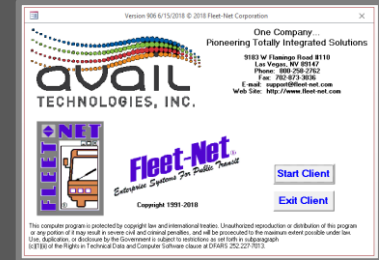 Version 906 6/15/2018 © 2018 Fleet-Net Corporation
One Company...
Pioneering Totally Integrated Solutions
9183 W Flamingo Road #110
Las Vegas, NV 89147
Phone: 800-258-2762
Fax: 702-873-3036
E-mail: support@fleet-net.com
Web Site: http://www.fleet-net.com
avail
TECHNOLOGIES, INC.
FLEET
NET
Fleet-Net
Enterprise Systems For Public Transit
Copyright 1991-2018
Start Client
Exit Client
This computer program is protected by copyright law and international treaties. Unauthorized reproduction or distribution of this program
or any portion of it may result in severe civil and criminal penalties, and will be prosecuted to the maximum extent possible under law.
Use, duplication, or disclosure by the Government is subject to restrictions as set forth in subparagraph
of the Rights in Technical Data and Computer Software clause at DFARS 252.227-7013.